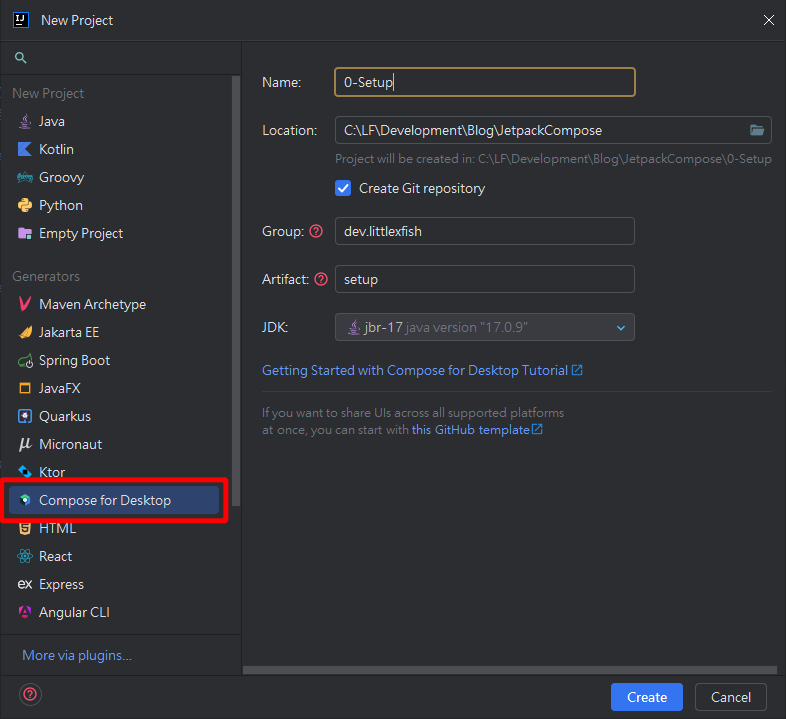 New Project
New Project
Java
Kotlin
Groovy
Python
Empty Project
Generators
Maven Archetype
Jakarta EE
Spring Boot
JavaFX
Quarkus
Micronaut
Ktor
Compose for Desktop
HTML
React
Express
Angular CLI
More via plugins...
Name: 0-Setup
Location: C:\LF\Development\Blog\JetpackCompose
Project will be created in: C:\LF\Development\Blog\JetpackCompose\0-Setup
Create Git repository
Group: dev.littlexfish
Artifact: setup
JDK: jbr-17 java version "17.0.9"
Getting Started with Compose for Desktop Tutorial
If you want to share UIs across all supported platforms
at once, you can start with this GitHub template
Create Cancel